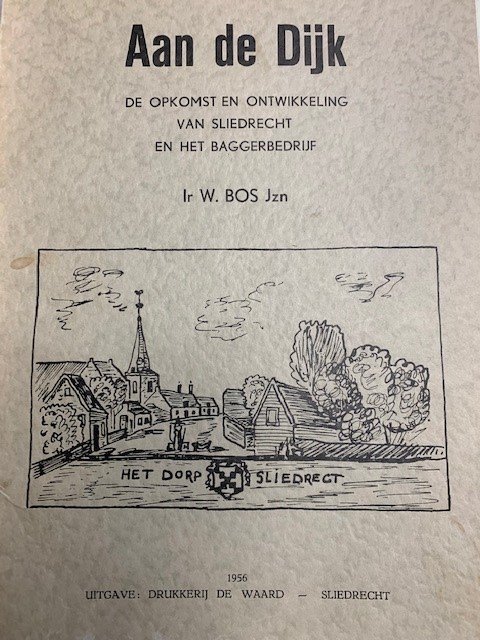 Aan de Dijk
DE OPKOMST EN ONTWIKKELING
VAN SLIEDRECHT
EN HET BAGGERBEDRIJF
Ir W. BOS Jzn
HET DORP SLIEDREGT
1956
UITGAVE: DRUKKERIJ DE WAARD — SLIEDRECHT